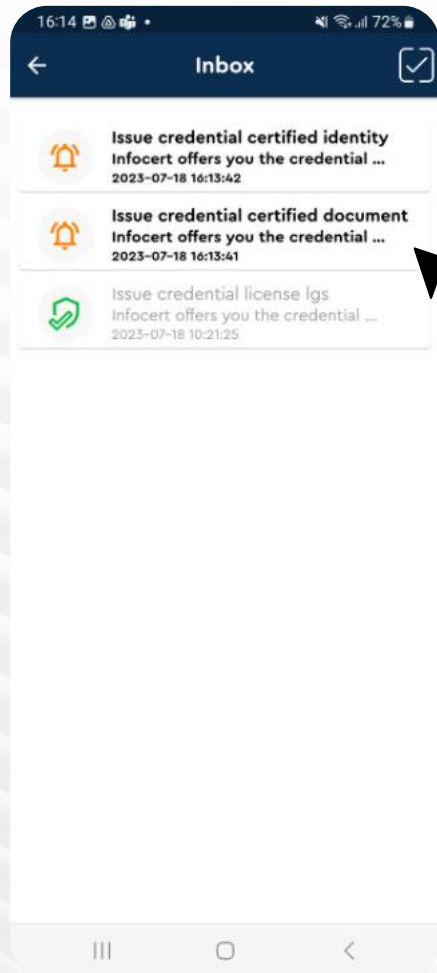 16:14 72%
Inbox
Issue credential certified identity
Infocert offers you the credential ...
2023-07-18 16:13:42
Issue credential certified document
Infocert offers you the credential ...
2023-07-18 16:13:41
Issue credential license lgs
Infocert offers you the credential ...
2023-07-18 10:21:25